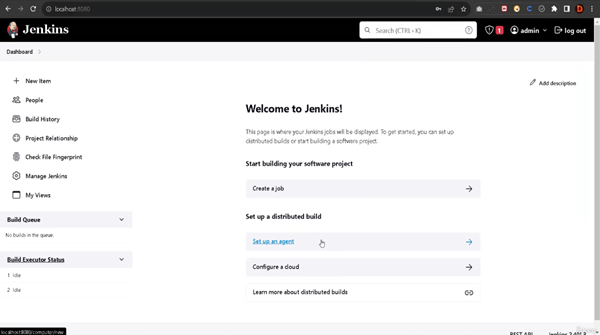 localhost:8080
Jenkins
Search (CTRL+K)
1
admin
log out
Dashboard
New Item
People
Build History
Project Relationship
Check File Fingerprint
Manage Jenkins
My Views
Build Queue
No builds in the queue.
Build Executor Status
1 Idle
2 Idle
Add description
Welcome to Jenkins!
This page is where your Jenkins jobs will be displayed. To get started, you can set up
distributed builds or start building a software project.
Start building your software project
Create a job
Set up a distributed build
Set up an agent
Configure a cloud
Learn more about distributed builds
localhost:8080/computer/new
REST API